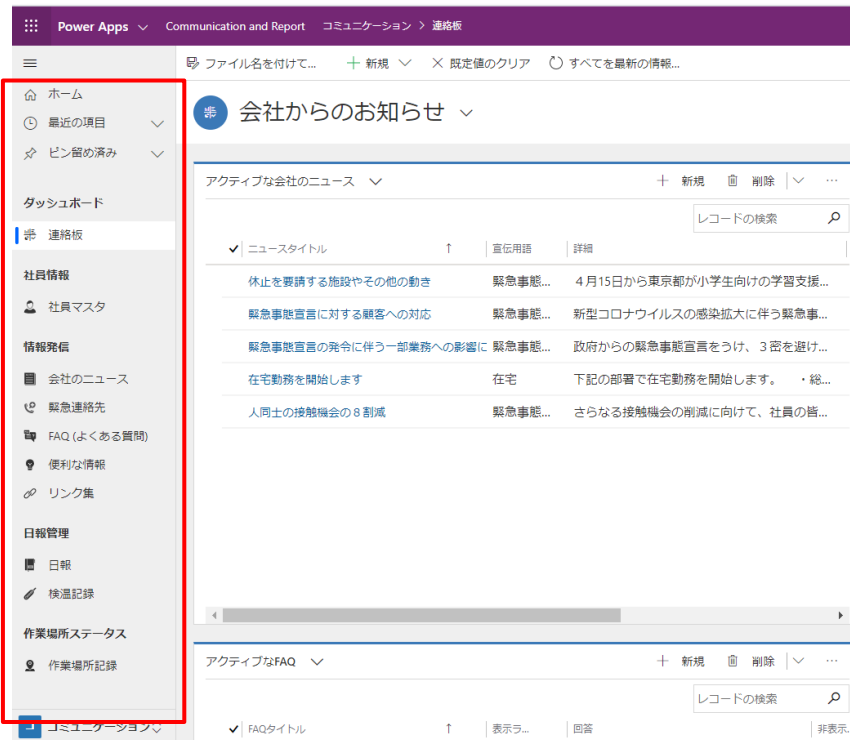 Power Apps Communication and Report コミュニケーション > 連絡板
ファイル名を付けて... + 新規 × 既定値のクリア すべてを最新の情報...
ホーム
最近の項目
ピン留め済み
ダッシュボード
連絡板
社員情報
社員マスタ
情報発信
会社のニュース
緊急連絡先
FAQ (よくある質問)
便利な情報
リンク集
日報管理
日報
検温記録
作業場所ステータス
作業場所記録
コミュニケーション
会社からのお知らせ
アクティブな会社のニュース + 新規 削除 ...
レコードの検索
ニュースタイトル ↑ 宣伝用語 詳細
休止を要請する施設やその他の動き 緊急事態... 4月15日から東京都が小学生向けの学習支援...
緊急事態宣言に対する顧客への対応 緊急事態... 新型コロナウイルスの感染拡大に伴う緊急事...
緊急事態宣言の発令に伴う一部業務への影響に 緊急事態... 政府からの緊急事態宣言をうけ、3密を避け...
在宅勤務を開始します 在宅 下記の部署で在宅勤務を開始します。 ・総...
人同士の接触機会の8割減 緊急事態... さらなる接触機会の削減に向けて、社員の皆...
アクティブなFAQ + 新規 削除 ...
レコードの検索
FAQタイトル ↑ 表示ラ... 回答 非表示